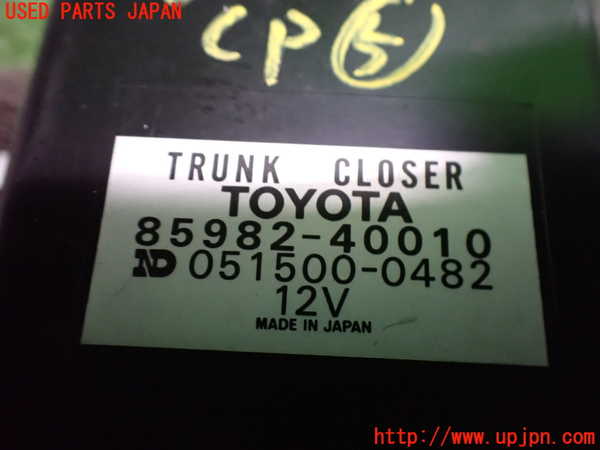 USED PARTS JAPAN
TRUNK CLOSER
TOYOTA
85982-40010
ND 051500-0482
12V
MADE IN JAPAN
http://www.upjpn.com